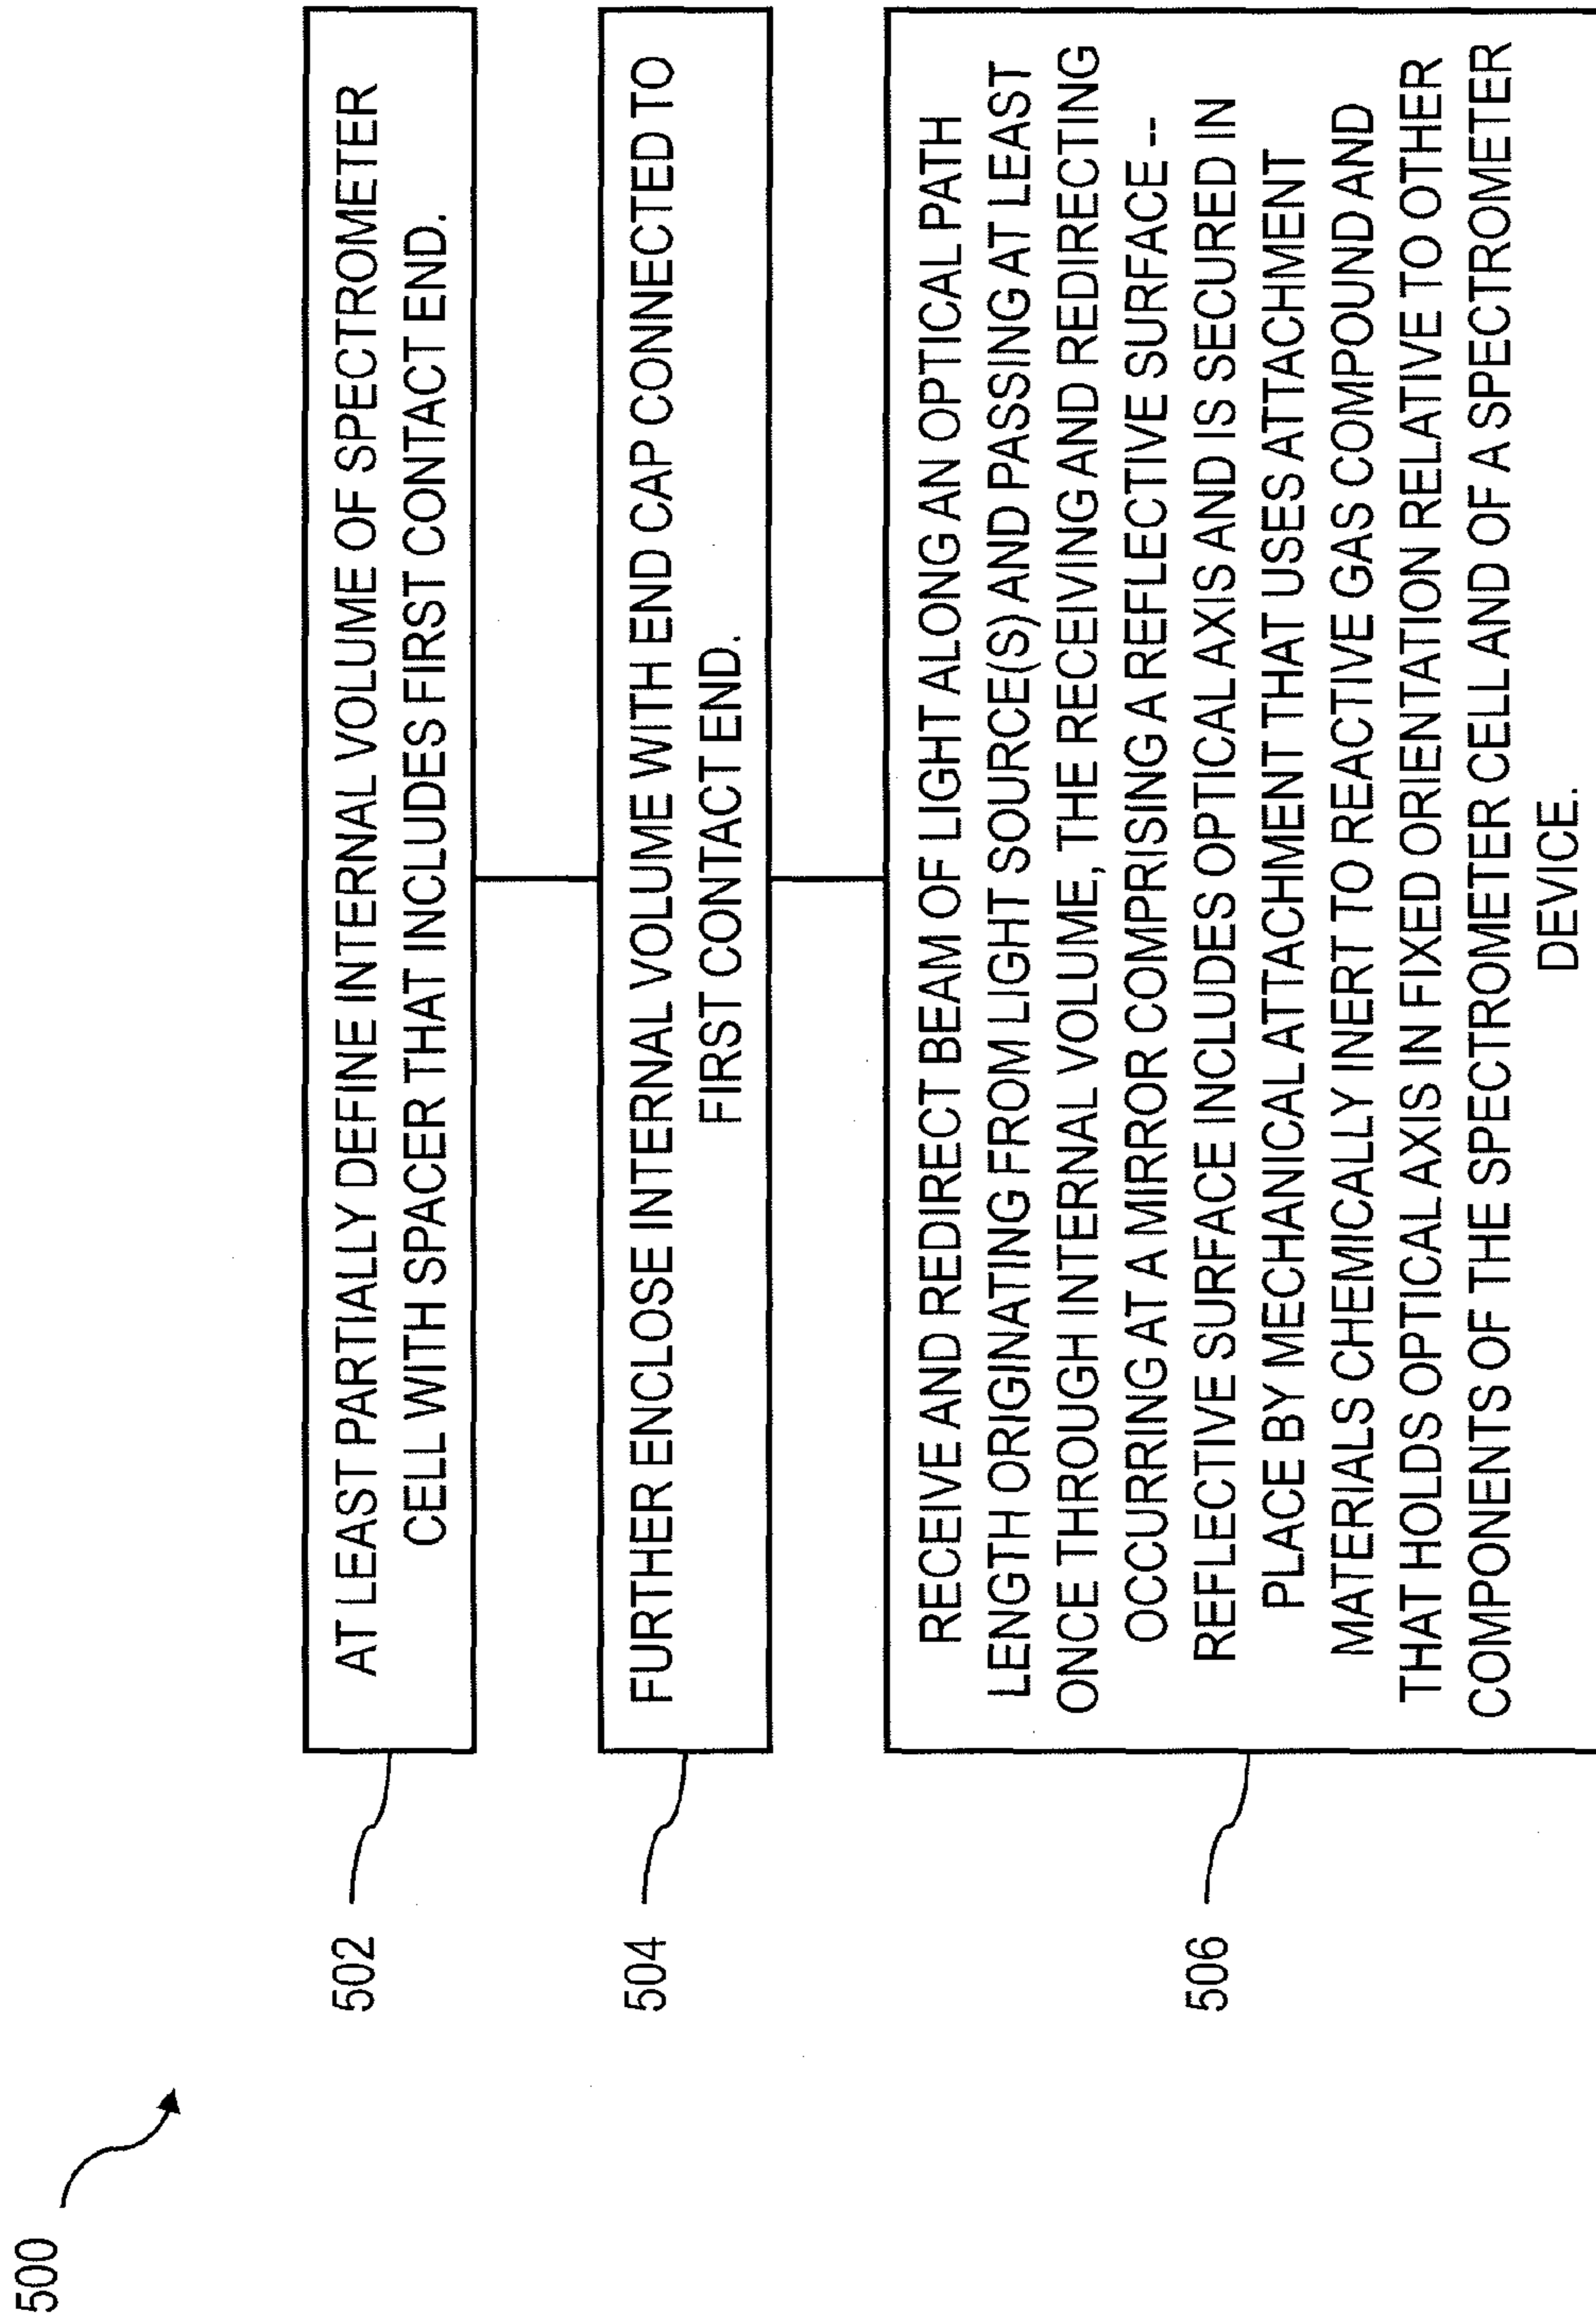 500
502
AT LEAST PARTIALLY DEFINE INTERNAL VOLUME OF SPECTROMETER
CELL WITH SPACER THAT INCLUDES FIRST CONTACT END.
504
FURTHER ENCLOSE INTERNAL VOLUME WITH END CAP CONNECTED TO
FIRST CONTACT END.
506
RECEIVE AND REDIRECT BEAM OF LIGHT ALONG AN OPTICAL PATH
LENGTH ORIGINATING FROM LIGHT SOURCE(S) AND PASSING AT LEAST
ONCE THROUGH INTERNAL VOLUME, THE RECEIVING AND REDIRECTING
OCCURRING AT A MIRROR COMPRISING A REFLECTIVE SURFACE --
REFLECTIVE SURFACE INCLUDES OPTICAL AXIS AND IS SECURED IN
PLACE BY MECHANICAL ATTACHMENT THAT USES ATTACHMENT
MATERIALS CHEMICALLY INERT TO REACTIVE GAS COMPOUND AND
THAT HOLDS OPTICAL AXIS IN FIXED ORIENTATION RELATIVE TO OTHER
COMPONENTS OF THE SPECTROMETER CELL AND OF A SPECTROMETER
DEVICE.